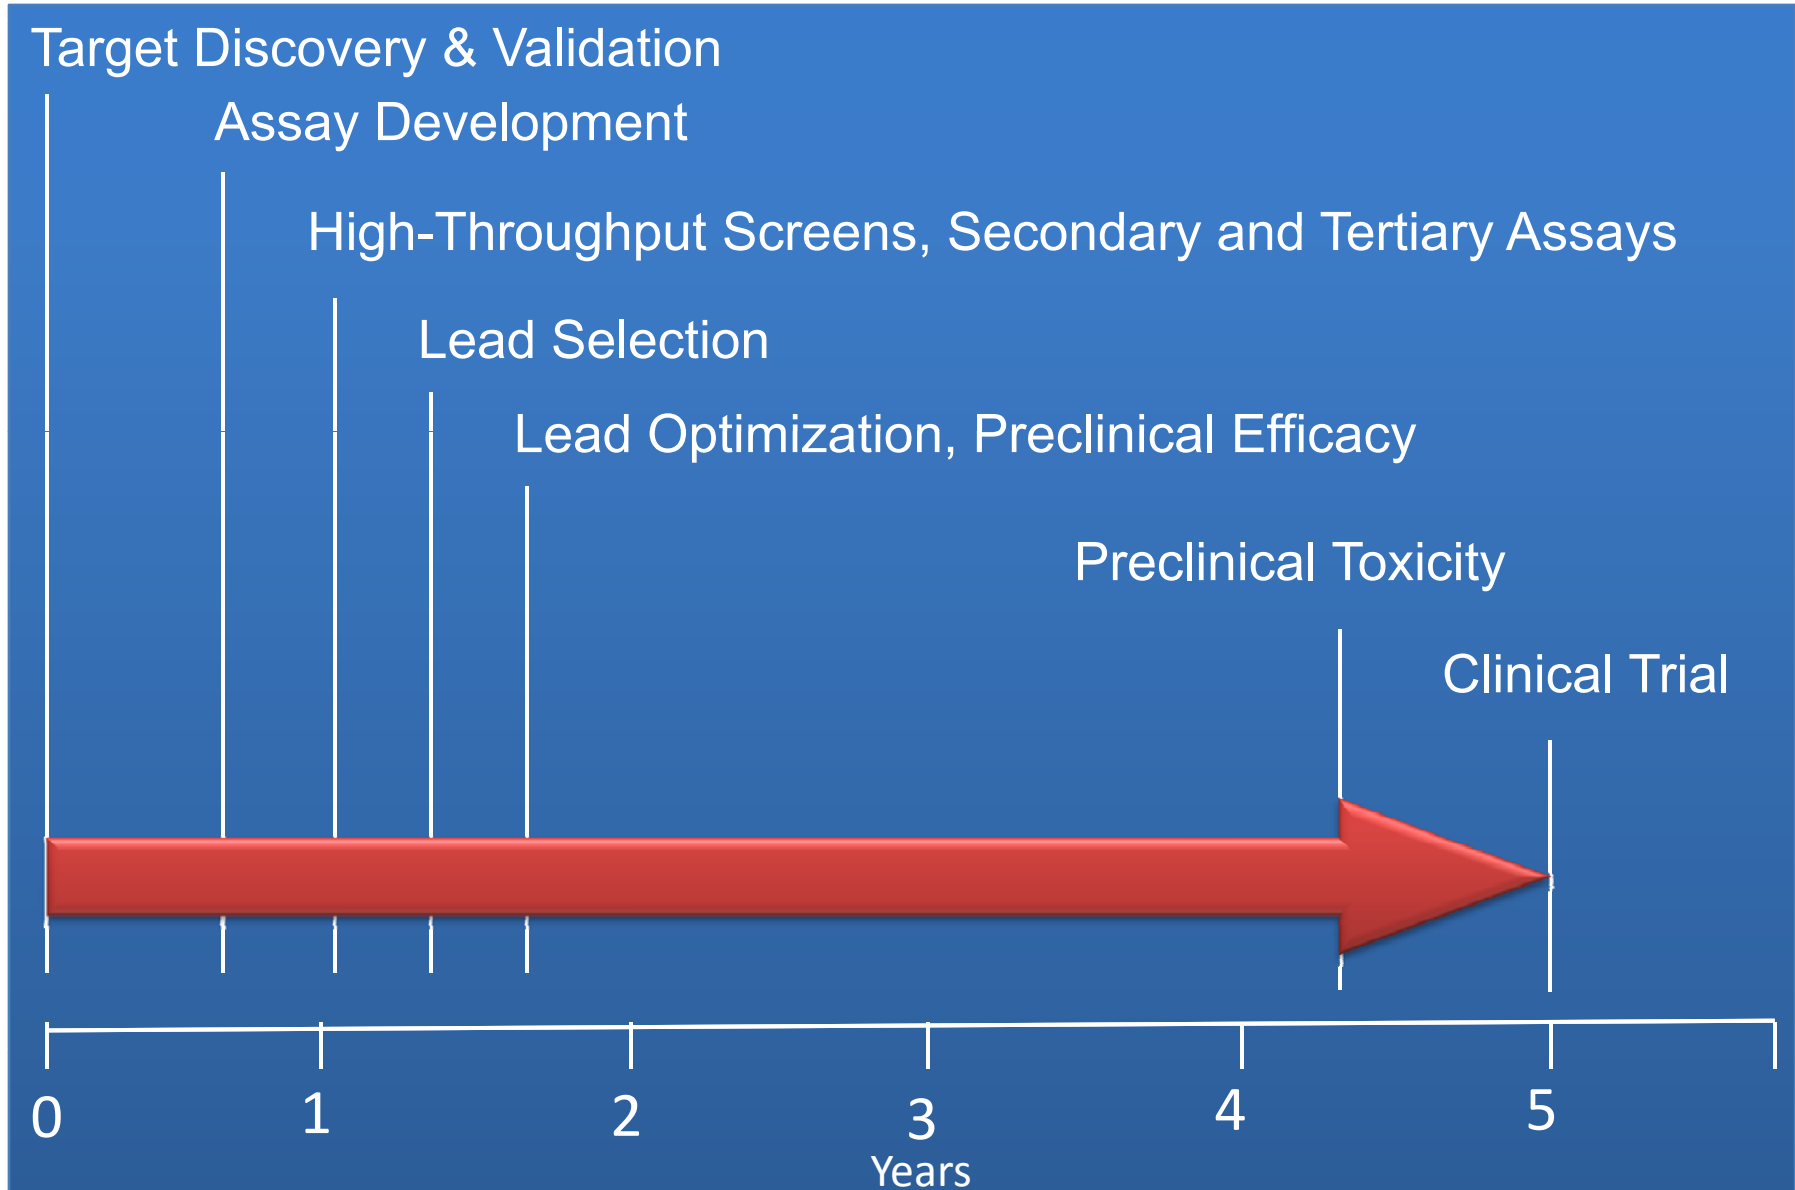 Target Discovery & Validation
Assay Development
High-Throughput Screens, Secondary and Tertiary Assays
Lead Selection
Lead Optimization, Preclinical Efficacy
Preclinical Toxicity
Clinical Trial
0 1 2 3 4 5
Years